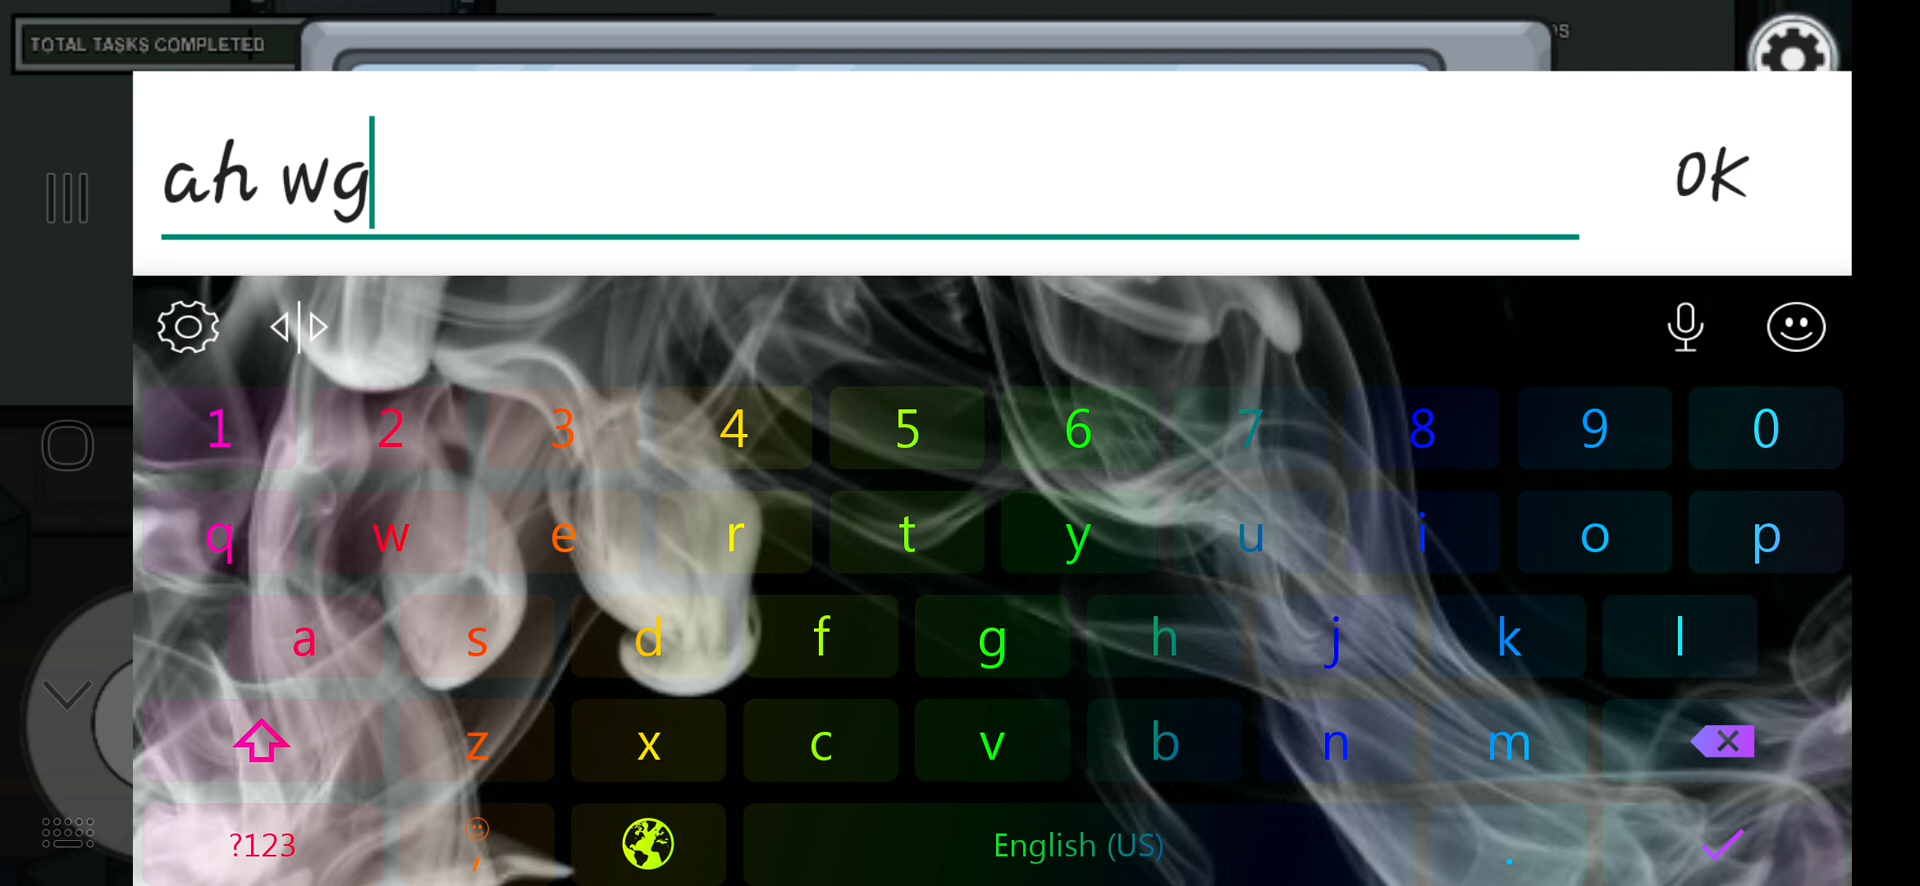 TOTAL TASKS COMPLETED
ah wg
OK
1 2 3 4 5 6 7 8 9 0
q w e r t y u i o p
a s d f g h j k l
z x c v b n m
?123 , English (US) .